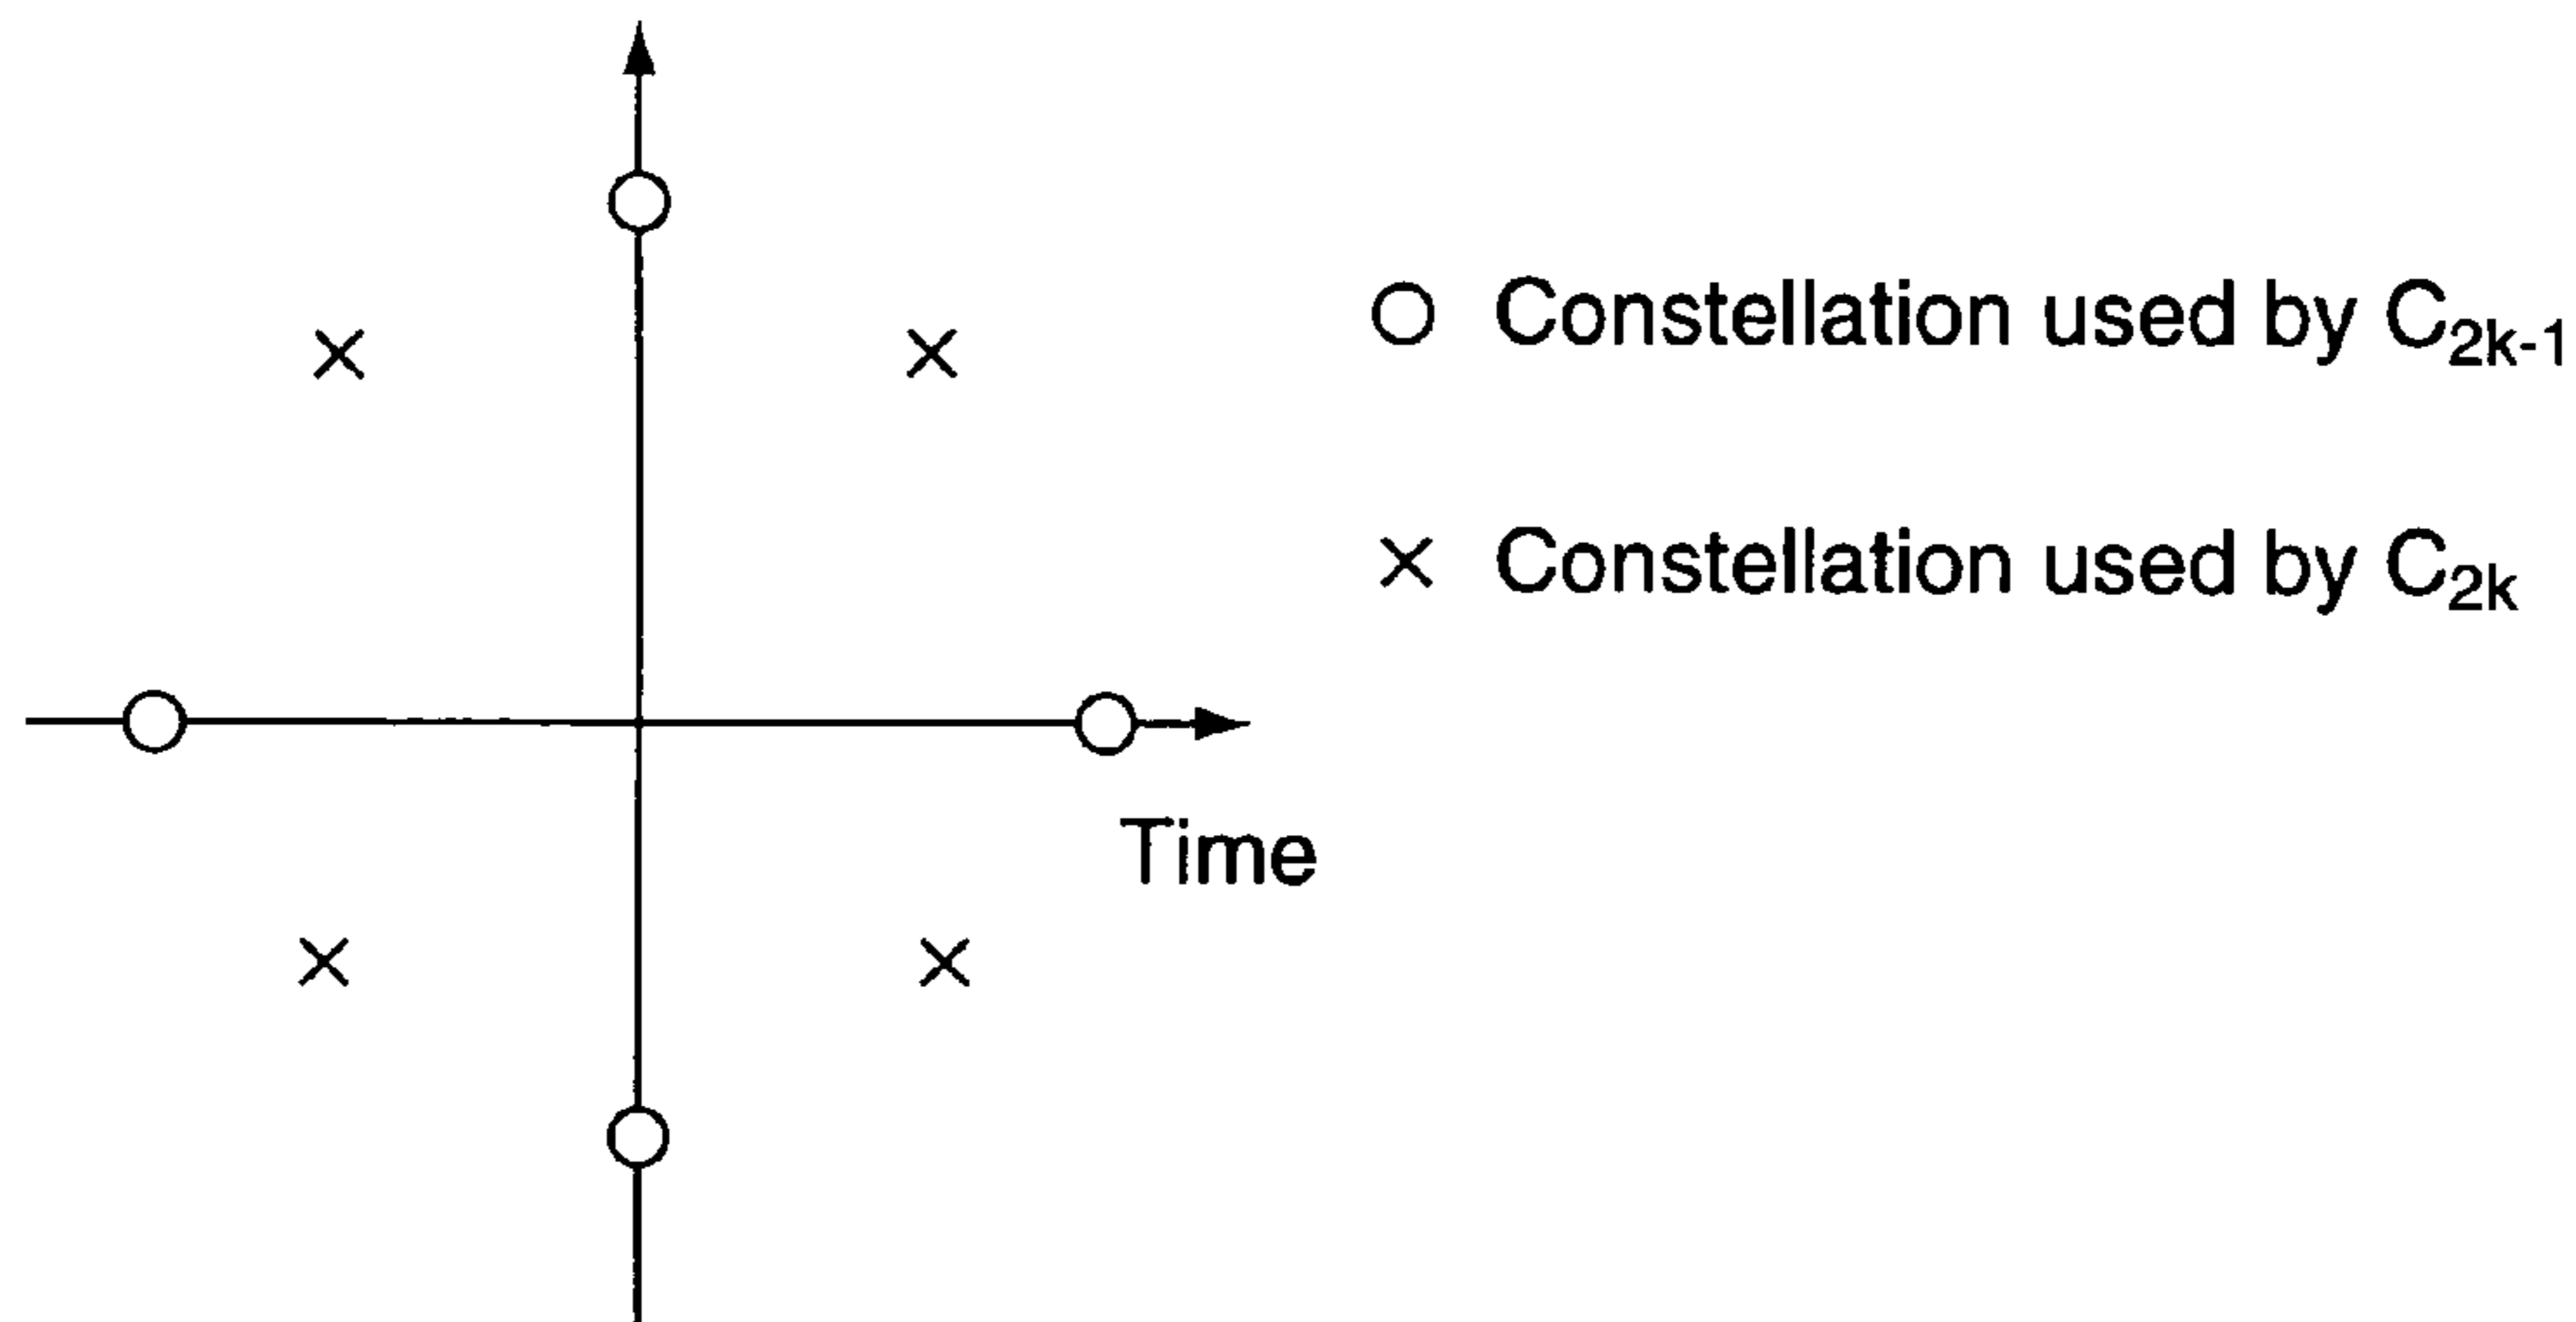 Constellation used by C₂ₖ₋₁
Constellation used by C₂ₖ
Time